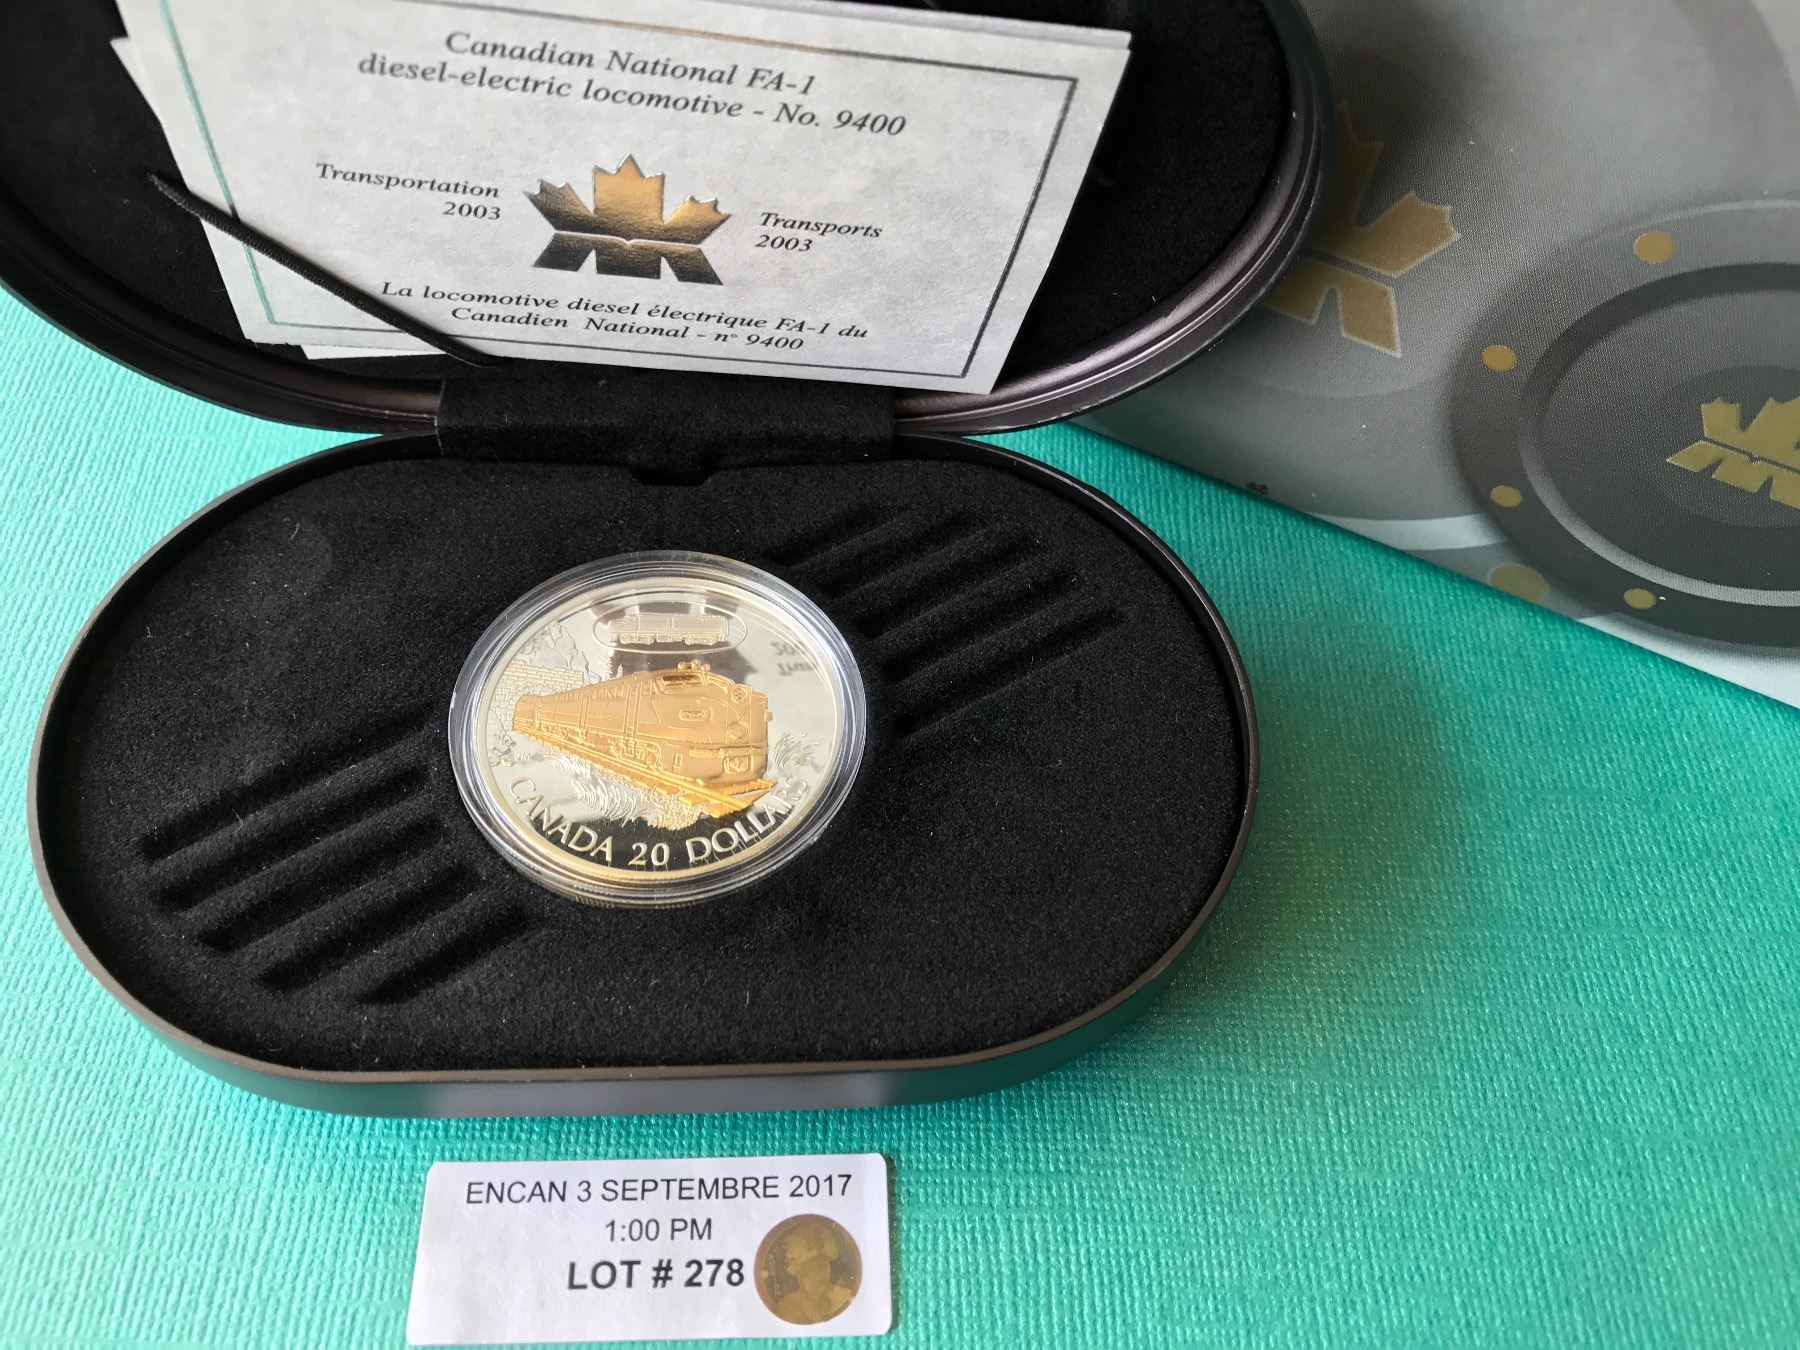 Canadian National FA-1
diesel-electric locomotive - No. 9400
Transportation
2003
Transports
2003
La locomotive diesel électrique FA-1 du
Canadien National - n° 9400
CANADA 20 DOLLARS
ENCAN 3 SEPTEMBRE 2017
1:00 PM
LOT # 278